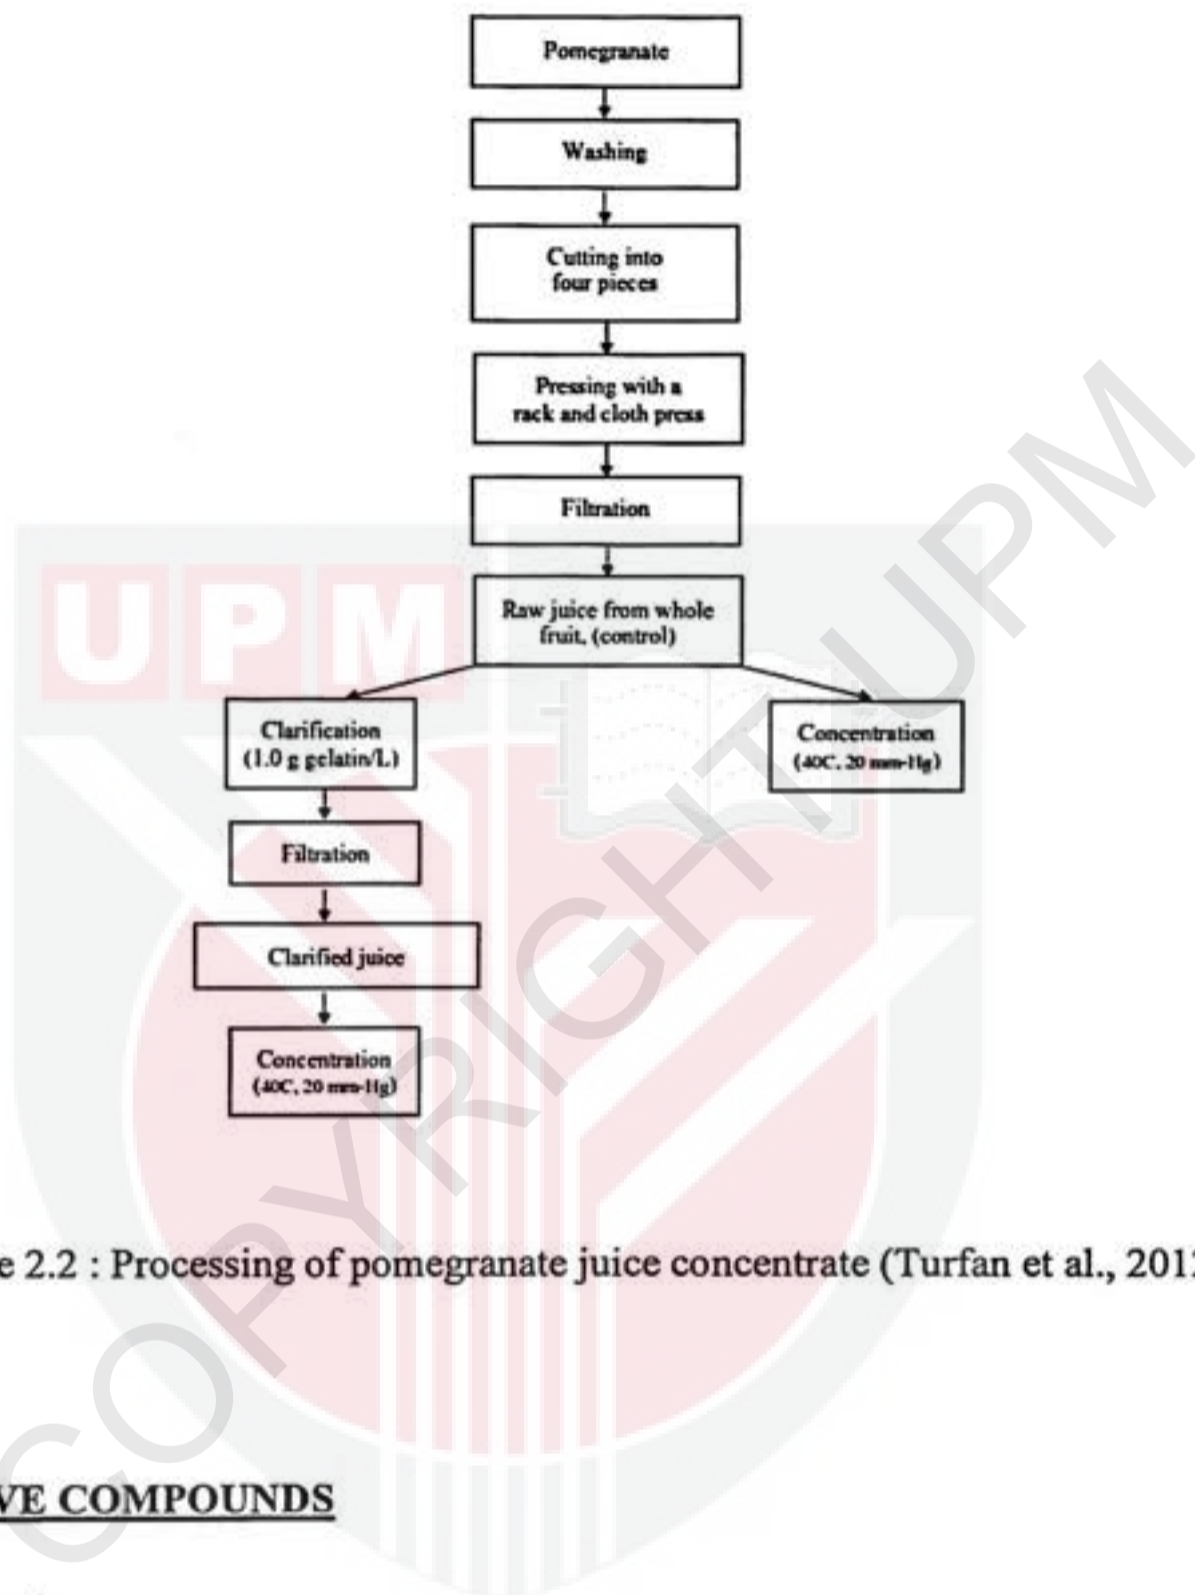 Pomegranate
Washing
Cutting into
four pieces
Pressing with a
rack and cloth press
Filtration
Raw juice from whole
fruit, (control)
Clarification
(1.0 g gelatin/L)
Concentration
(40C, 20 mm-Hg)
Filtration
Clarified juice
Concentration
(40C, 20 mm-Hg)
e 2.2 : Processing of pomegranate juice concentrate (Turfan et al., 201
VE COMPOUNDS
UPM
COPYRIGHT UPM